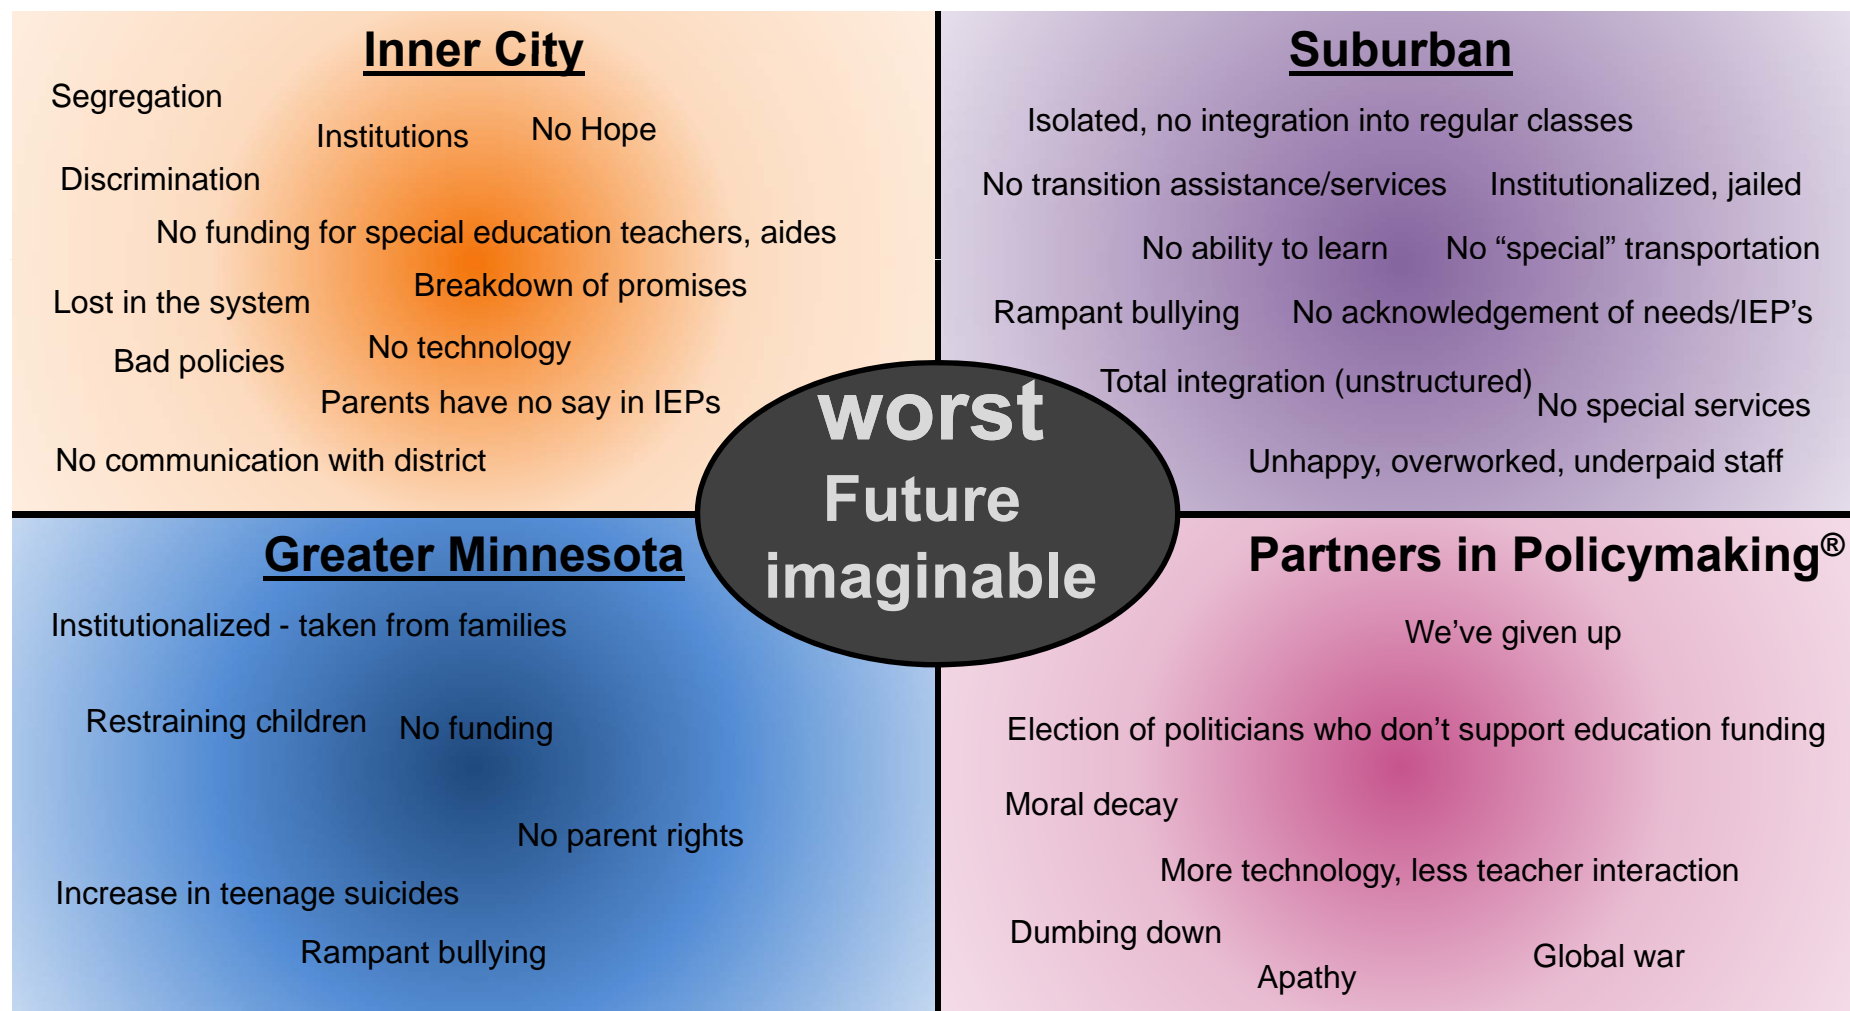 Inner City
Segregation
Institutions
No Hope
Discrimination
No funding for special education teachers, aides
Breakdown of promises
Lost in the system
No technology
Bad policies
Parents have no say in IEPs
No communication with district
Suburban
Isolated, no integration into regular classes
No transition assistance/services
Institutionalized, jailed
No ability to learn
No “special” transportation
Rampant bullying
No acknowledgement of needs/IEP’s
Total integration (unstructured)
No special services
Unhappy, overworked, underpaid staff
worst
Future
imaginable
Greater Minnesota
Institutionalized - taken from families
Restraining children
No funding
No parent rights
Increase in teenage suicides
Rampant bullying
Partners in Policymaking®
We’ve given up
Election of politicians who don’t support education funding
Moral decay
More technology, less teacher interaction
Dumbing down
Global war
Apathy